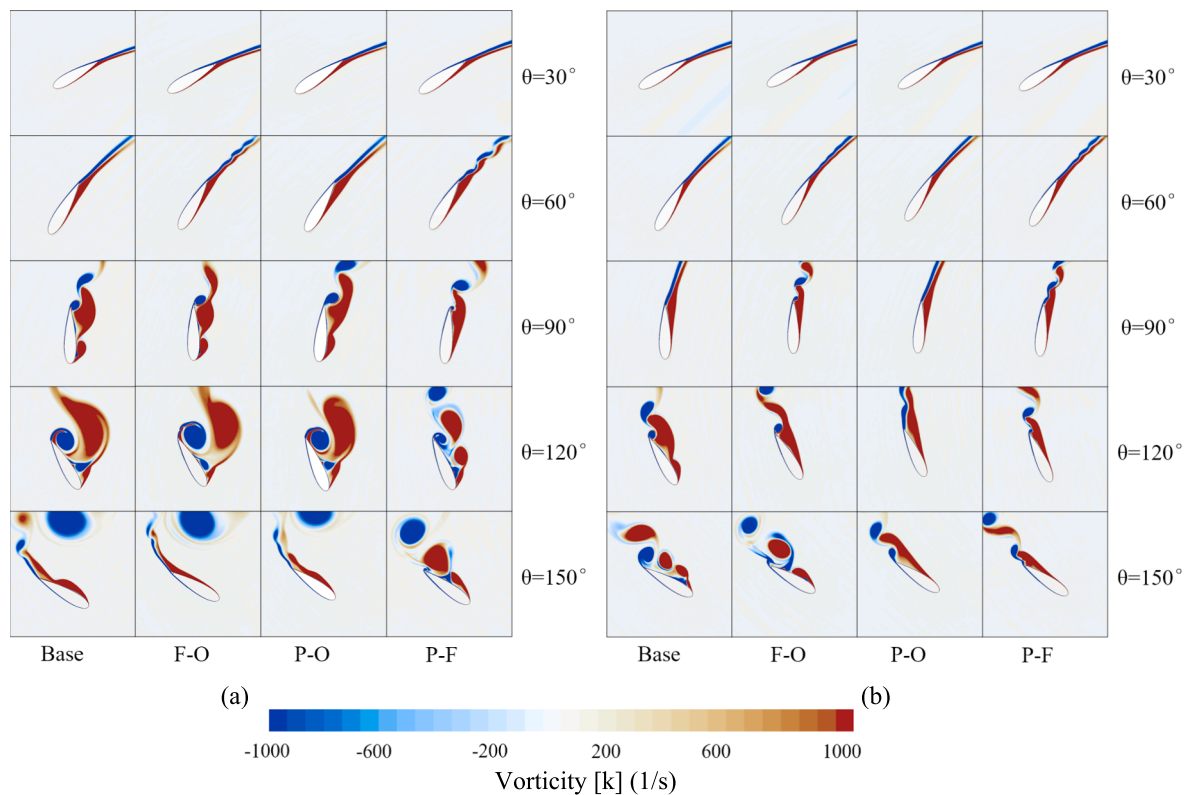 θ=30° θ=30°
θ=60° θ=60°
θ=90° θ=90°
θ=120° θ=120°
θ=150° θ=150°
Base F-O P-O P-F Base F-O P-O P-F
(a) (b)
-1000 -600 -200 200 600 1000
Vorticity [k] (1/s)